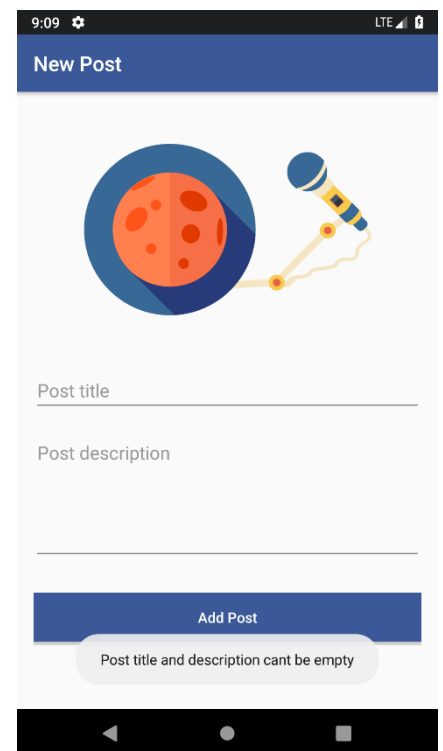 9:09 LTE
New Post
Post title
Post description
Add Post
Post title and description cant be empty